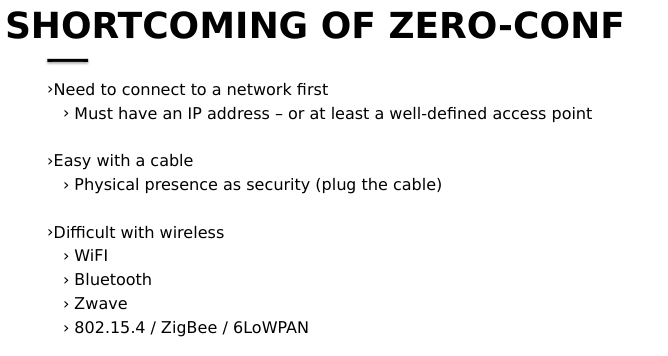 SHORTCOMING OF ZERO-CONF
›Need to connect to a network first
› Must have an IP address – or at least a well-defined access point
›Easy with a cable
› Physical presence as security (plug the cable)
›Difficult with wireless
› WiFI
› Bluetooth
› Zwave
› 802.15.4 / ZigBee / 6LoWPAN